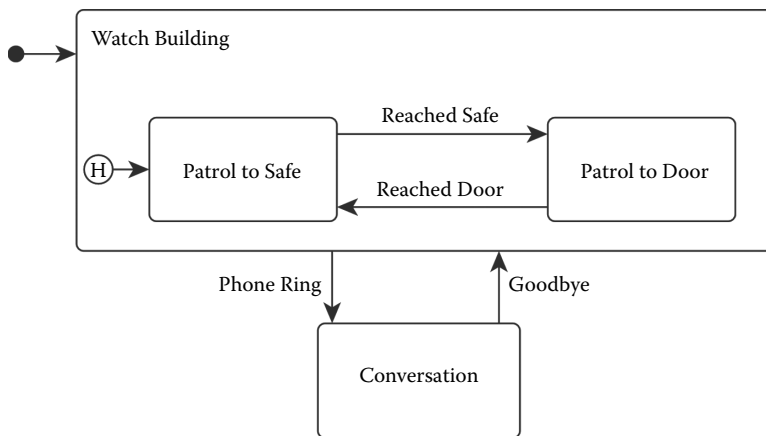 Watch Building
Reached Safe
H
Patrol to Safe
Patrol to Door
Reached Door
Phone Ring
Goodbye
Conversation